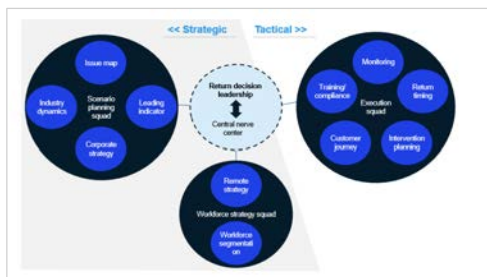 << Strategic
Tactical >>
Issue map
Industry
dynamics
Scenario
planning
squad
Leading
indicator
Corporate
strategy
Return decision
leadership
Central nerve
center
Monitoring
Training/
compliance
Return
timing
Execution
squad
Customer
journey
Intervention
planning
Remote
strategy
Workforce strategy squad
Workforce
segmentati
on